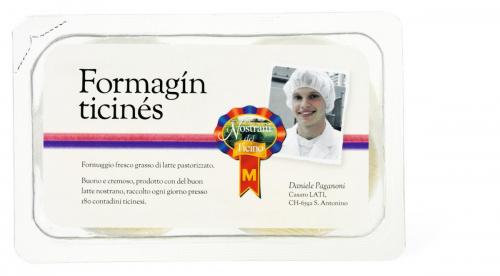 Formagín
ticinés
Nostrani
del
Ticino
M
Formaggio fresco grasso di latte pastorizzato.
Buono e cremoso, prodotto con del buon
latte nostrano, raccolto ogni giorno presso
180 contadini ticinesi.
Daniele Paganoni
Casaro LATI,
CH-6592 S. Antonino